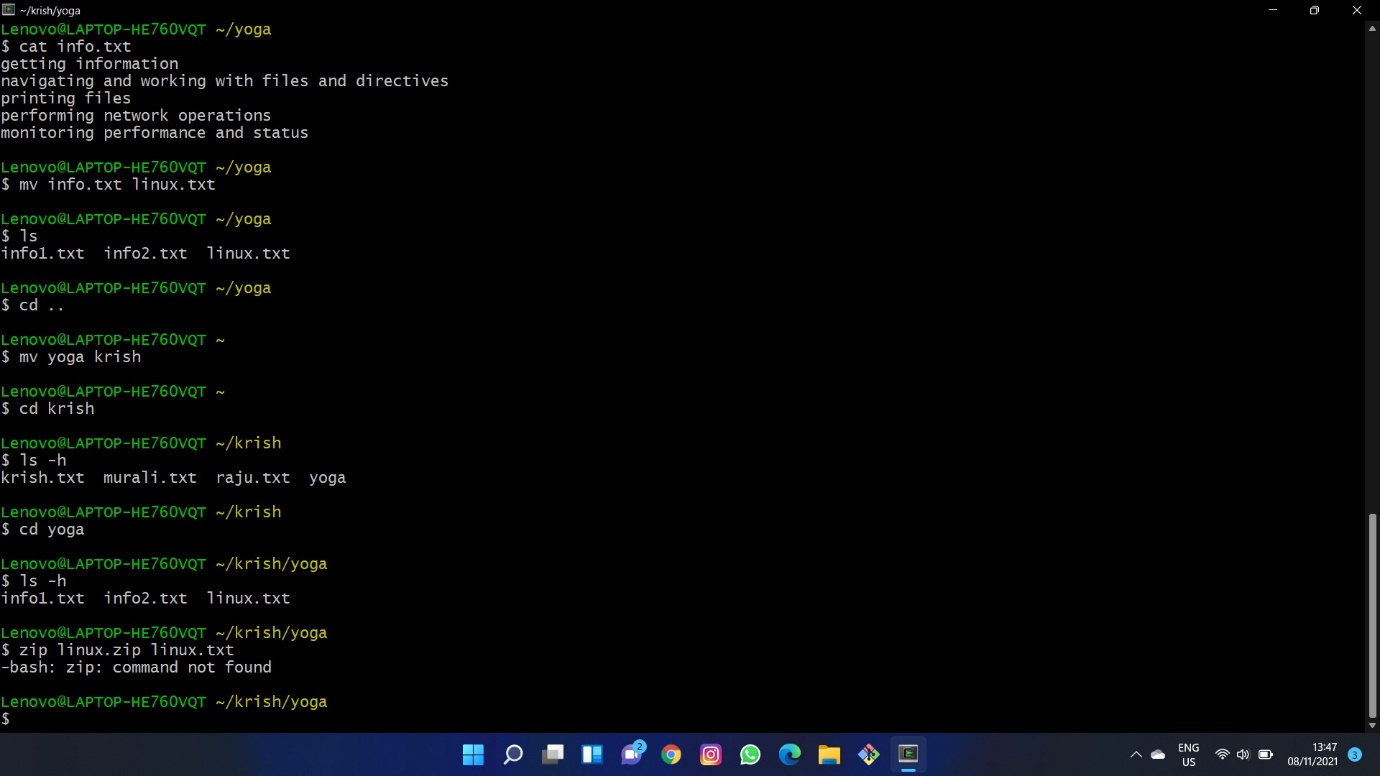 ~/krish/yoga
Lenovo@LAPTOP-HE760VQT ~/yoga
$ cat info.txt
getting information
navigating and working with files and directives
printing files
performing network operations
monitoring performance and status
Lenovo@LAPTOP-HE760VQT ~/yoga
$ mv info.txt linux.txt
Lenovo@LAPTOP-HE760VQT ~/yoga
$ ls
info1.txt  info2.txt  linux.txt
Lenovo@LAPTOP-HE760VQT ~/yoga
$ cd ..
Lenovo@LAPTOP-HE760VQT ~
$ mv yoga krish
Lenovo@LAPTOP-HE760VQT ~
$ cd krish
Lenovo@LAPTOP-HE760VQT ~/krish
$ ls -h
krish.txt  murali.txt  raju.txt  yoga
Lenovo@LAPTOP-HE760VQT ~/krish
$ cd yoga
Lenovo@LAPTOP-HE760VQT ~/krish/yoga
$ ls -h
info1.txt  info2.txt  linux.txt
Lenovo@LAPTOP-HE760VQT ~/krish/yoga
$ zip linux.zip linux.txt
-bash: zip: command not found
Lenovo@LAPTOP-HE760VQT ~/krish/yoga
$
2
ENG
US
13:47
08/11/2021
3